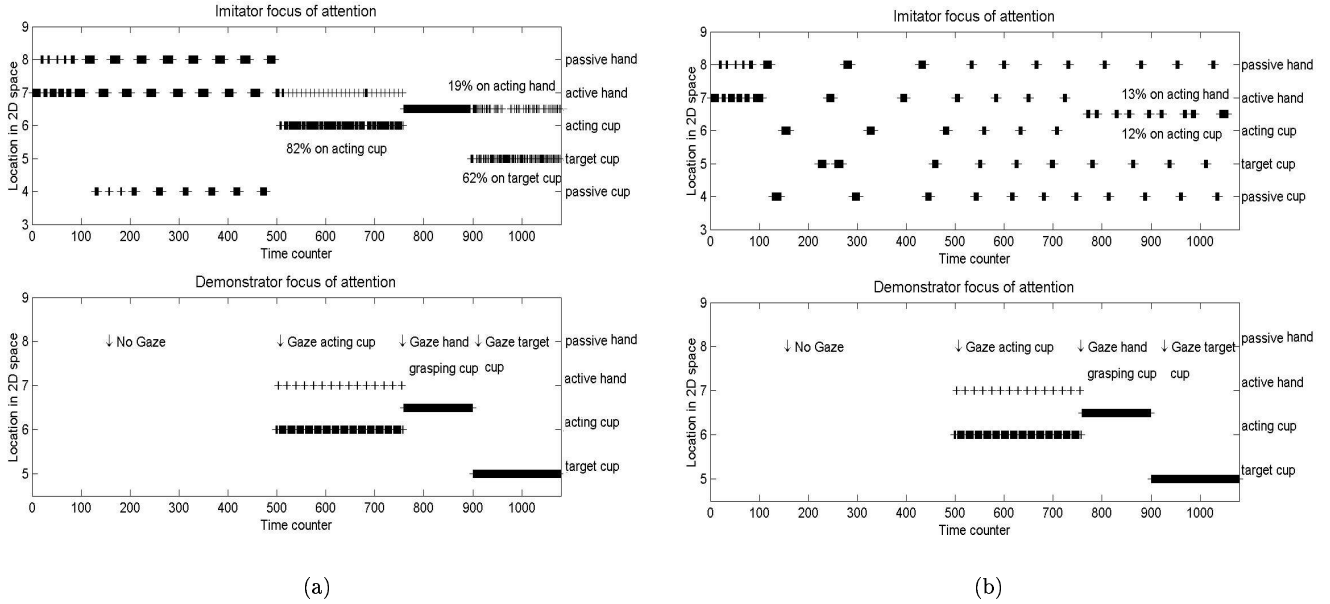 Imitator focus of attention
Location in 2D space
9
8
7
6
5
4
3
passive hand
active hand
acting cup
target cup
passive cup
19% on acting hand
82% on acting cup
62% on target cup
0 100 200 300 400 500 600 700 800 900 1000
Time counter
Demonstrator focus of attention
Location in 2D space
9
8
7
6
5
↓ No Gaze
↓ Gaze acting cup
↓ Gaze hand
grasping cup
↓ Gaze target
cup
passive hand
active hand
acting cup
target cup
0 100 200 300 400 500 600 700 800 900 1000
Time counter
(a)
Imitator focus of attention
Location in 2D space
9
8
7
6
5
4
3
passive hand
active hand
acting cup
target cup
passive cup
13% on acting hand
12% on acting cup
0 100 200 300 400 500 600 700 800 900 1000
Time counter
Demonstrator focus of attention
Location in 2D space
9
8
7
6
5
↓ No Gaze
↓ Gaze acting cup
↓ Gaze hand
grasping cup
↓ Gaze target
cup
passive hand
active hand
acting cup
target cup
0 100 200 300 400 500 600 700 800 900 1000
Time counter
(b)